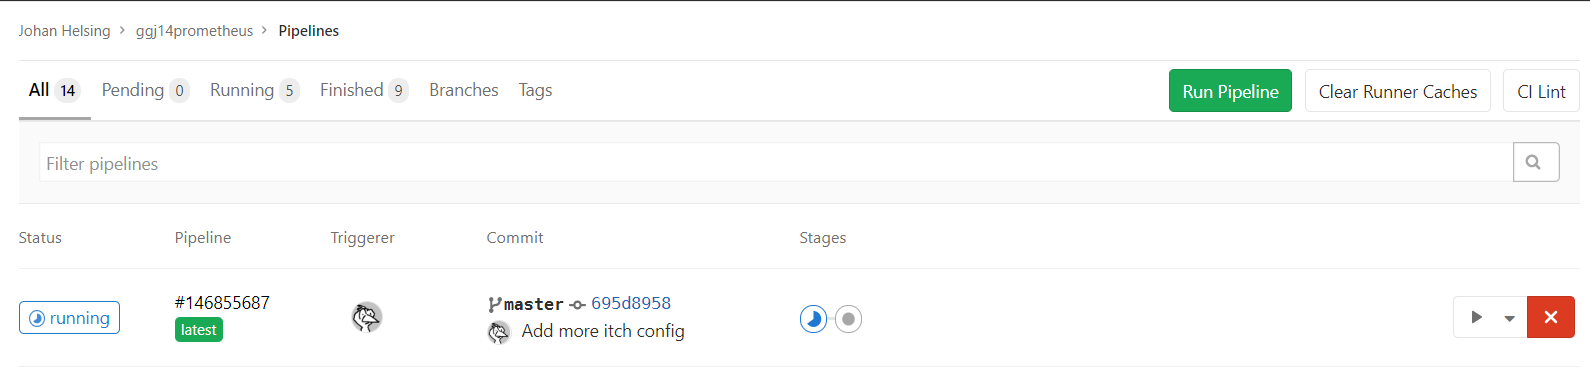 Johan Helsing > ggj14prometheus > Pipelines
All 14 Pending 0 Running 5 Finished 9 Branches Tags Run Pipeline Clear Runner Caches CI Lint
Filter pipelines
Status Pipeline Triggerer Commit Stages
running #146855687 master 695d8958
latest Add more itch config